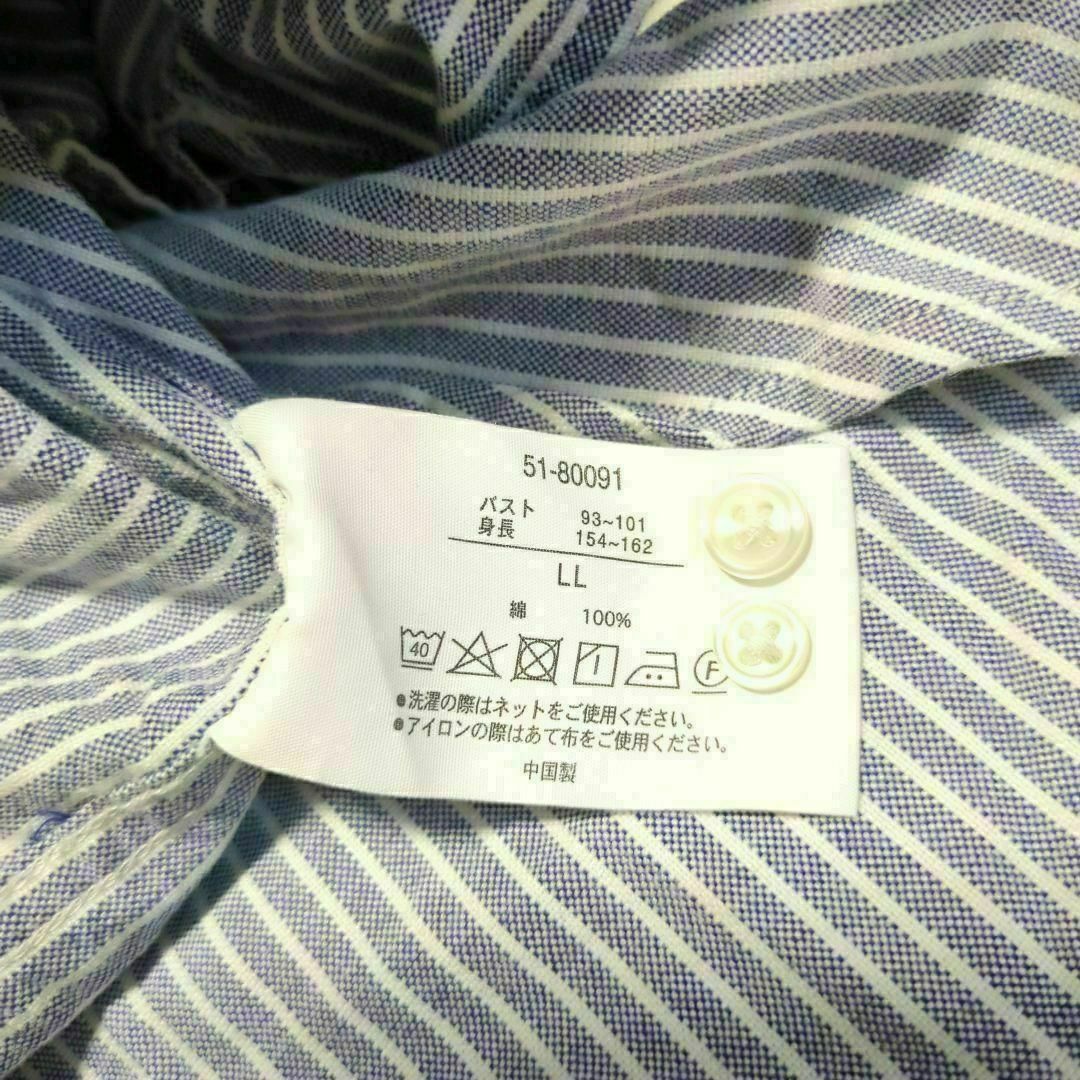 51-80091
バスト 93~101
身長 154~162
LL
綿 100%
40 F
●洗濯の際はネットをご使用ください。
●アイロンの際はあて布をご使用ください。
中国製